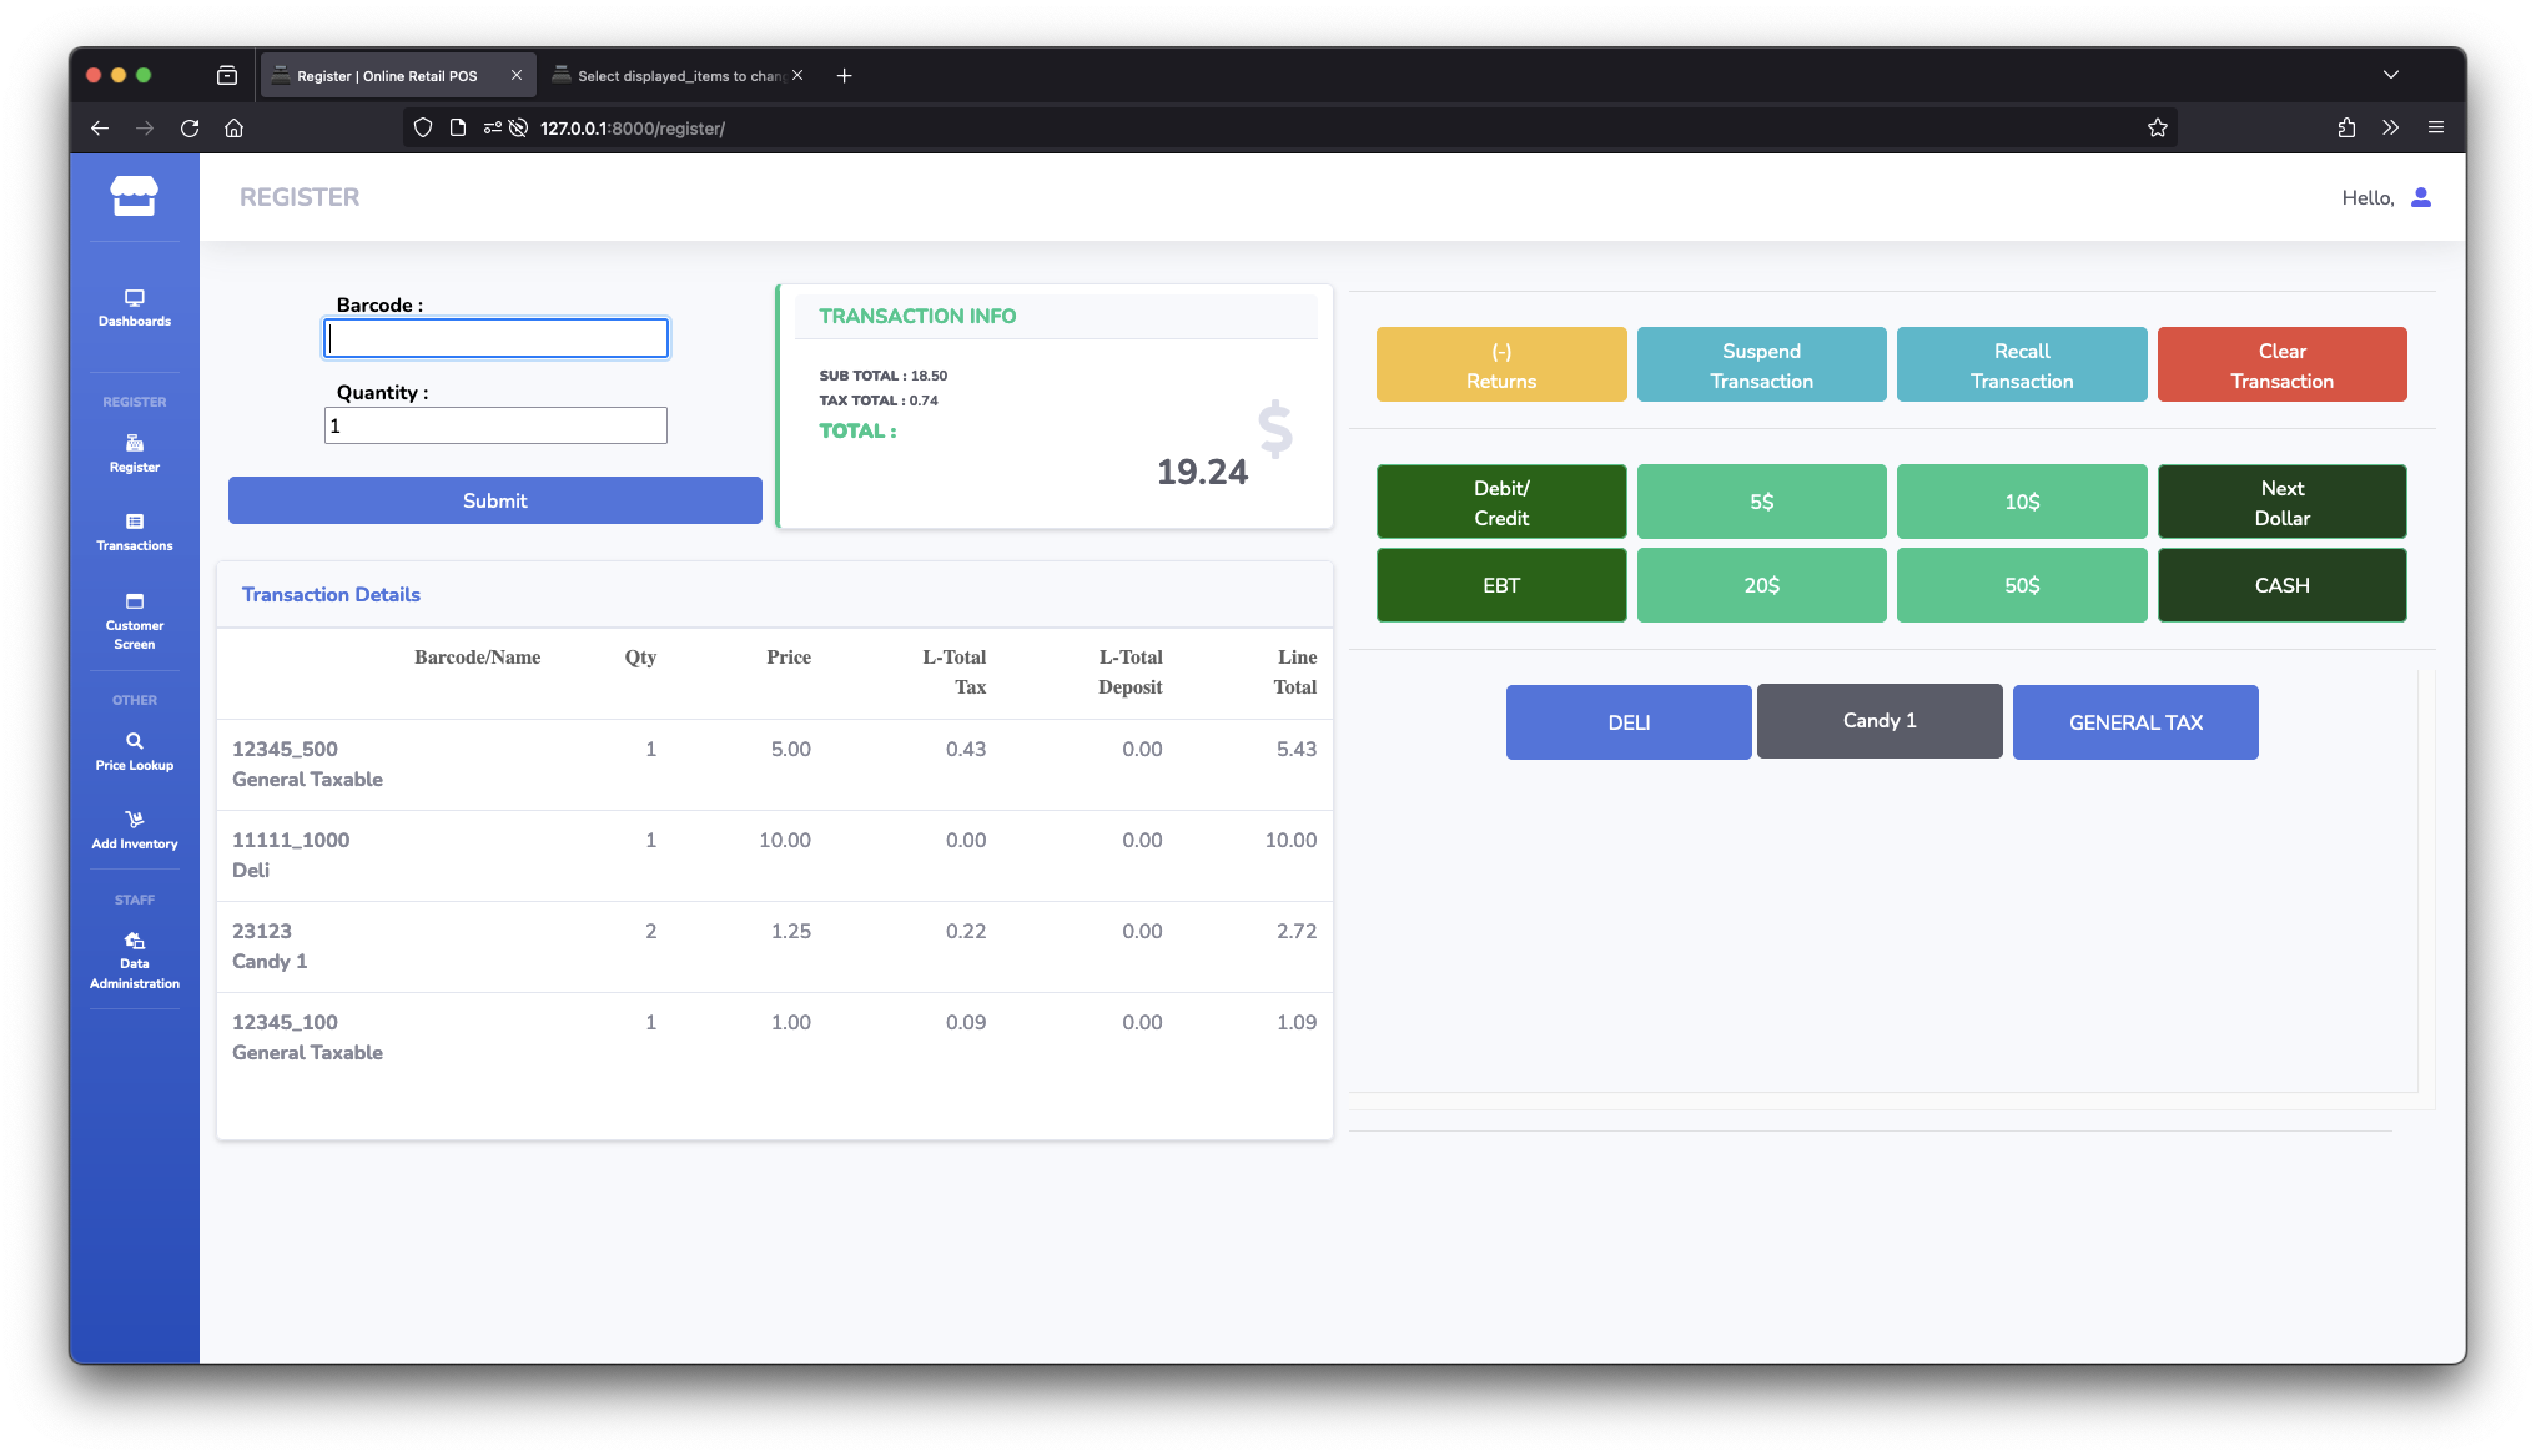 Register | Online Retail POS
Select displayed_items to chan
127.0.0.1:8000/register/
REGISTER
Hello,
Dashboards
REGISTER
Register
Transactions
Customer
Screen
OTHER
Price Lookup
Add Inventory
STAFF
Data
Administration
Barcode :
Quantity :
1
Submit
TRANSACTION INFO
SUB TOTAL : 18.50
TAX TOTAL : 0.74
TOTAL :
$
19.24
Transaction Details
Barcode/Name Qty Price L-Total Tax L-Total Deposit Line Total
12345_500 1 5.00 0.43 0.00 5.43
General Taxable
11111_1000 1 10.00 0.00 0.00 10.00
Deli
23123 2 1.25 0.22 0.00 2.72
Candy 1
12345_100 1 1.00 0.09 0.00 1.09
General Taxable
(-)
Returns
Suspend
Transaction
Recall
Transaction
Clear
Transaction
Debit/
Credit
5$
10$
Next
Dollar
EBT
20$
50$
CASH
DELI
Candy 1
GENERAL TAX